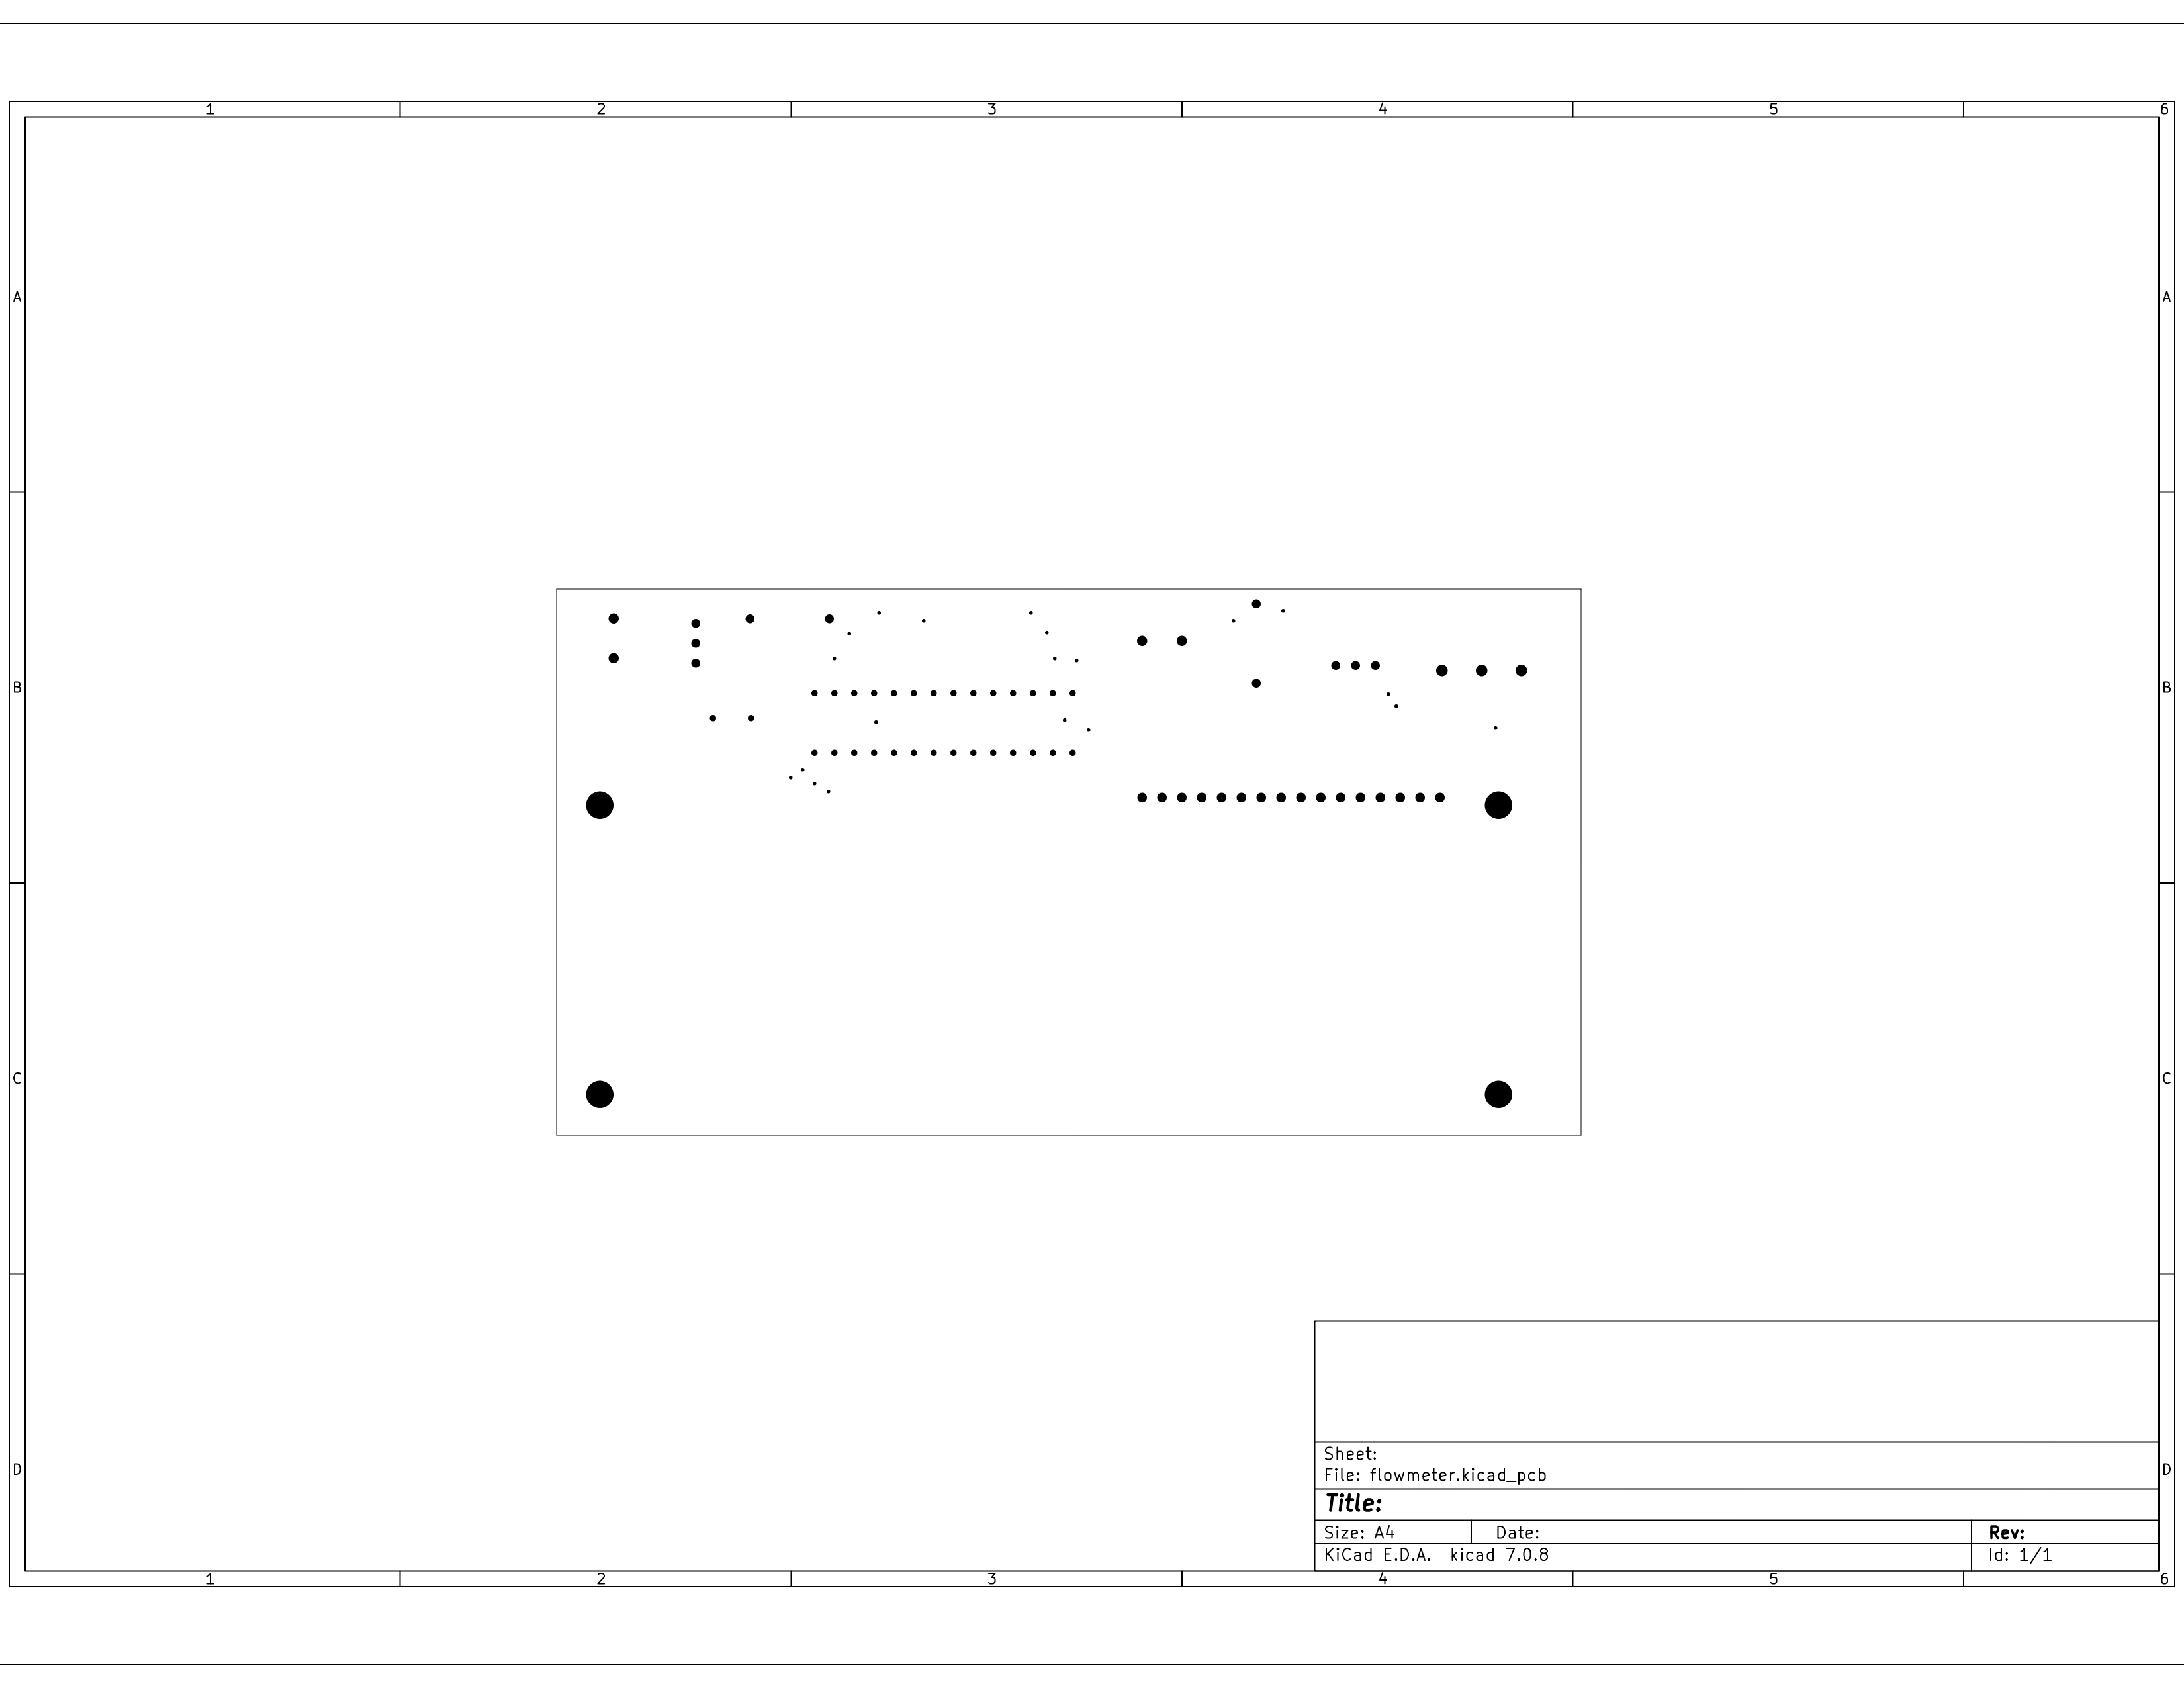 1 2 3 4 5 6
A A
B B
C C
D D
Sheet:
File: flowmeter.kicad_pcb
Title:
Size: A4 Date: Rev:
KiCad E.D.A. kicad 7.0.8 Id: 1/1
1 2 3 4 5 6